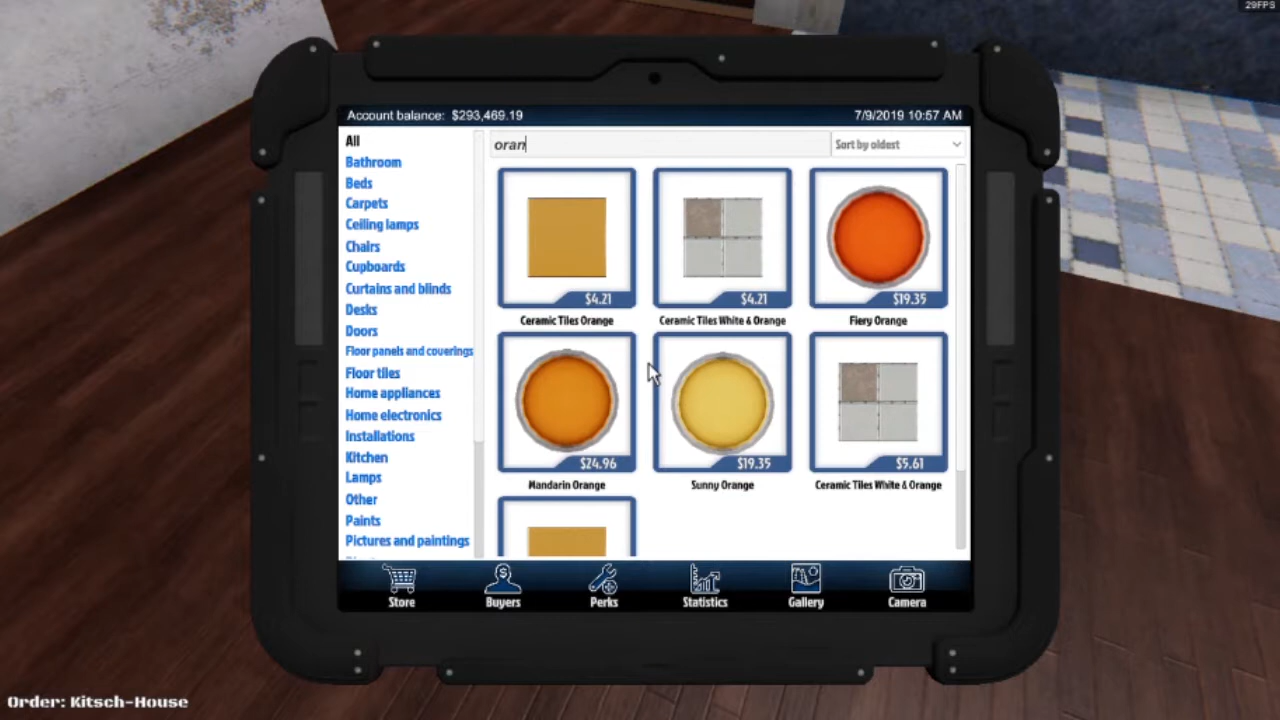 29FPS
Account balance: $293,469.19
7/9/2019 10:57 AM
All
Bathroom
Beds
Carpets
Ceiling lamps
Chairs
Cupboards
Curtains and blinds
Desks
Doors
Floor panels and coverings
Floor tiles
Home appliances
Home electronics
Installations
Kitchen
Lamps
Other
Paints
Pictures and paintings
oran
Sort by oldest
$4.21
$4.21
$19.35
Ceramic Tiles Orange
Ceramic Tiles White & Orange
Fiery Orange
$24.96
$19.35
$5.61
Mandarin Orange
Sunny Orange
Ceramic Tiles White & Orange
Store
Buyers
Perks
Statistics
Gallery
Camera
Order: Kitsch-House